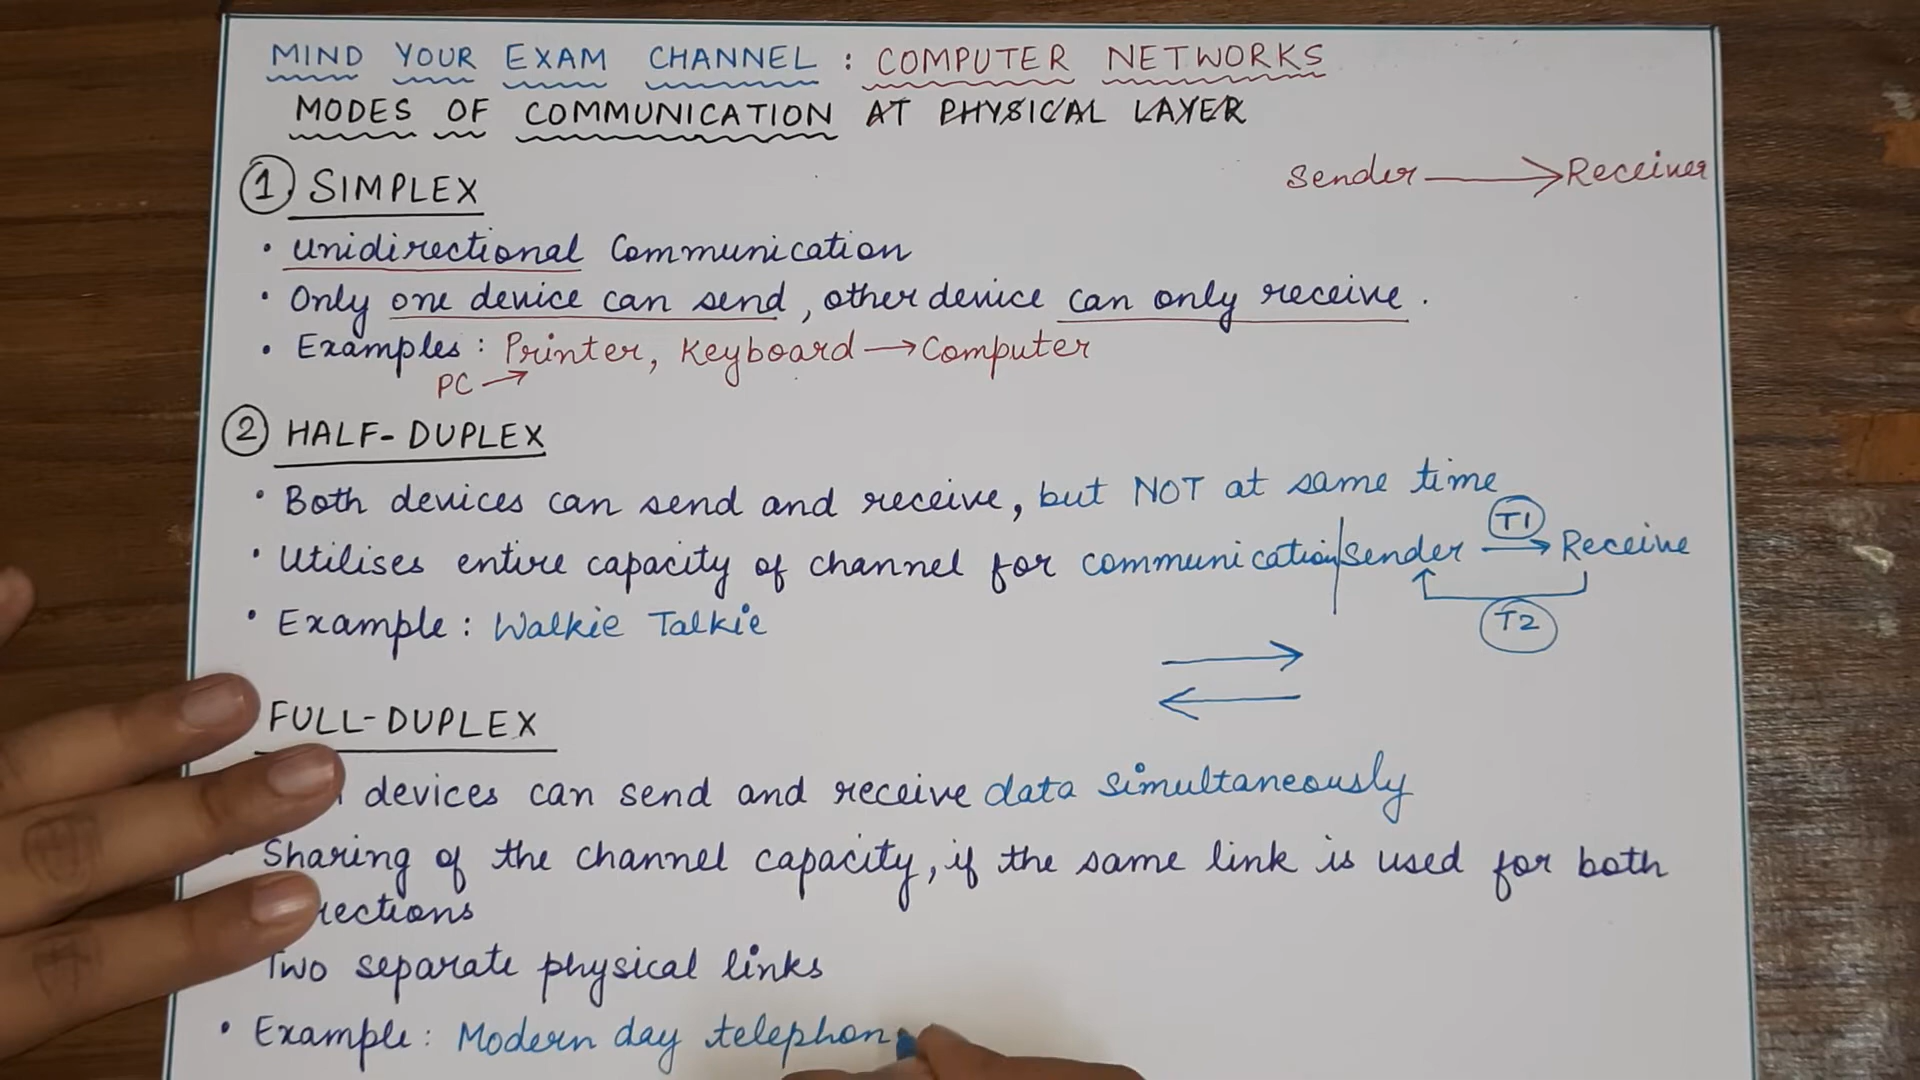 MIND YOUR EXAM CHANNEL : COMPUTER NETWORKS
MODES OF COMMUNICATION AT PHYSICAL LAYER
Sender → Receiver
1 SIMPLEX
• Unidirectional Communication
• Only one device can send, other device can only receive.
• Examples: Printer, Keyboard → Computer
PC →
2 HALF-DUPLEX
• Both devices can send and receive, but NOT at same time
T1
• Utilises entire capacity of channel for communication Sender → Receive
T2
• Example: Walkie Talkie
FULL-DUPLEX
devices can send and receive data simultaneously
Sharing of the channel capacity, if the same link is used for both
rections
Two separate physical links
• Example: Modern day telephon